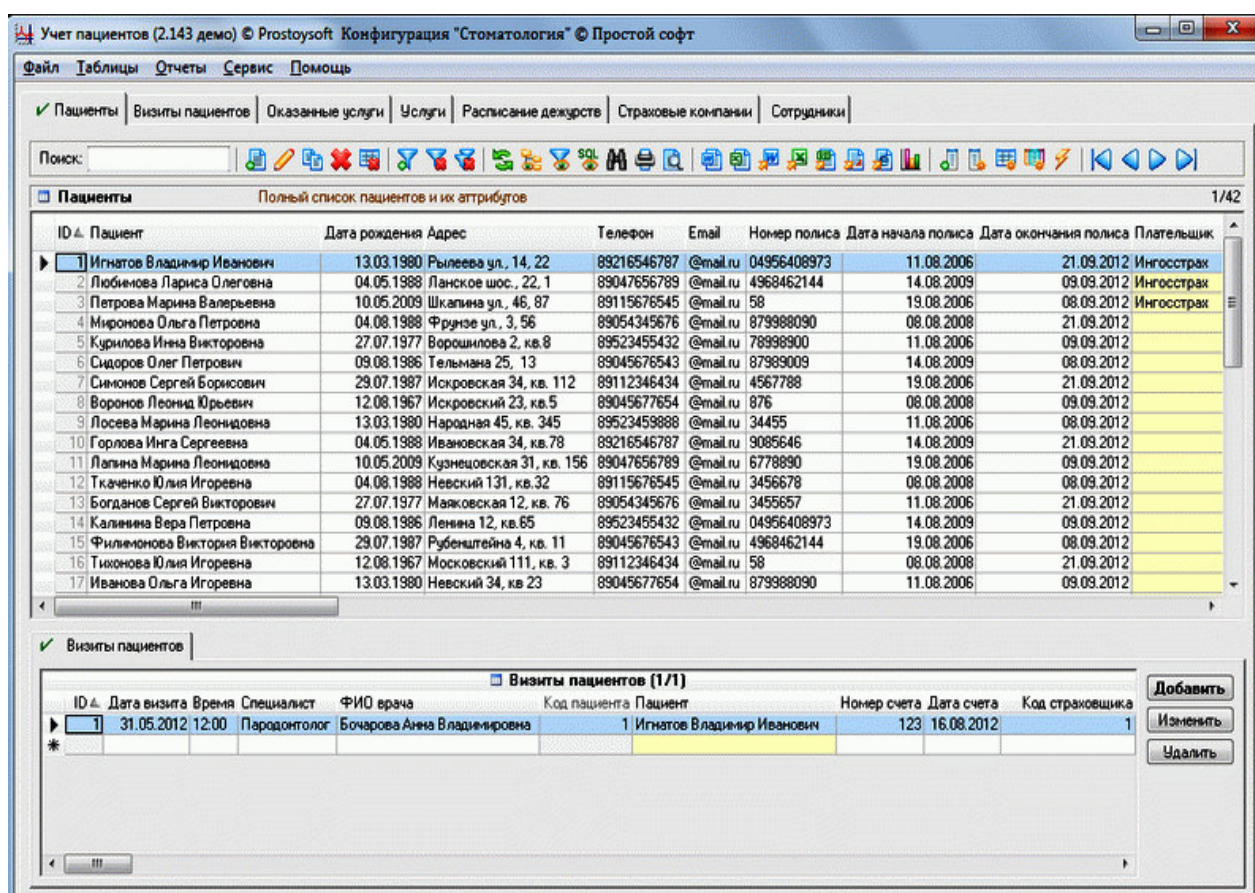 Учет пациентов (2.143 демо) © Prostoysoft Конфигурация "Стоматология" © Простой софт
Файл Таблицы Отчеты Сервис Помощь
Пациенты Визиты пациентов Оказанные услуги Услуги Расписание дежурств Страховые компании Сотрудники
Поиск: SQL
Пациенты Полный список пациентов и их аттрибутов 1/42
ID Пациент Дата рождения Адрес Телефон Email Номер полиса Дата начала полиса Дата окончания полиса Плательщик
1 Игнатов Владимир Иванович 13.03.1980 Рылеева ул., 14, 22 89216546787 @mail.ru 04956408973 11.08.2006 21.09.2012 Ингосстрах
2 Любимова Лариса Олеговна 04.05.1988 Ланское шос., 22, 1 89047656789 @mail.ru 4968462144 14.08.2009 09.09.2012 Ингосстрах
3 Петрова Марина Валерьевна 10.05.2009 Шкапина ул., 46, 87 89115676545 @mail.ru 58 19.08.2006 08.09.2012 Ингосстрах
4 Миронова Ольга Петровна 04.08.1988 Фрунзе ул., 3, 56 89054345676 @mail.ru 879988090 08.08.2008 21.09.2012
5 Курилова Инна Викторовна 27.07.1977 Ворошилова 2, кв.8 89523455432 @mail.ru 78998900 11.08.2006 09.09.2012
6 Сидоров Олег Петрович 09.08.1986 Тельмана 25, 13 89045676543 @mail.ru 87989009 14.08.2009 08.09.2012
7 Симонов Сергей Борисович 29.07.1987 Искровская 34, кв. 112 89112346434 @mail.ru 4567788 19.08.2006 21.09.2012
8 Воронов Леонид Юрьевич 12.08.1967 Искровский 23, кв.5 89045677654 @mail.ru 876 08.08.2008 09.09.2012
9 Лосева Марина Леонидовна 13.03.1980 Народная 45, кв. 345 89523459888 @mail.ru 34455 11.08.2006 08.09.2012
10 Горлова Инга Сергеевна 04.05.1988 Ивановская 34, кв.78 89216546787 @mail.ru 9085646 14.08.2009 21.09.2012
11 Лапина Марина Леонидовна 10.05.2009 Кузнецовская 31, кв. 156 89047656789 @mail.ru 6778890 19.08.2006 09.09.2012
12 Ткаченко Юлия Игоревна 04.08.1988 Невский 131, кв.32 89115676545 @mail.ru 3456678 08.08.2008 08.09.2012
13 Богданов Сергей Викторович 27.07.1977 Маяковская 12, кв. 76 89054345676 @mail.ru 3455657 11.08.2006 21.09.2012
14 Калинина Вера Петровна 09.08.1986 Ленина 12, кв.65 89523455432 @mail.ru 04956408973 14.08.2009 09.09.2012
15 Филимонова Виктория Викторовна 29.07.1987 Рубенштейна 4, кв. 11 89045676543 @mail.ru 4968462144 19.08.2006 08.09.2012
16 Тихонова Юлия Игоревна 12.08.1967 Московский 111, кв. 3 89112346434 @mail.ru 58 08.08.2008 21.09.2012
17 Иванова Ольга Игоревна 13.03.1980 Невский 34, кв 23 89045677654 @mail.ru 879988090 11.08.2006 09.09.2012
Визиты пациентов
Визиты пациентов (1/1)
Добавить
ID Дата визита Время Специалист ФИО врача Код пациента Пациент Номер счета Дата счета Код страховщика
1 31.05.2012 12:00 Пародонтолог Бочарова Анна Владимировна 1 Игнатов Владимир Иванович 123 16.08.2012 1
Изменить
Удалить